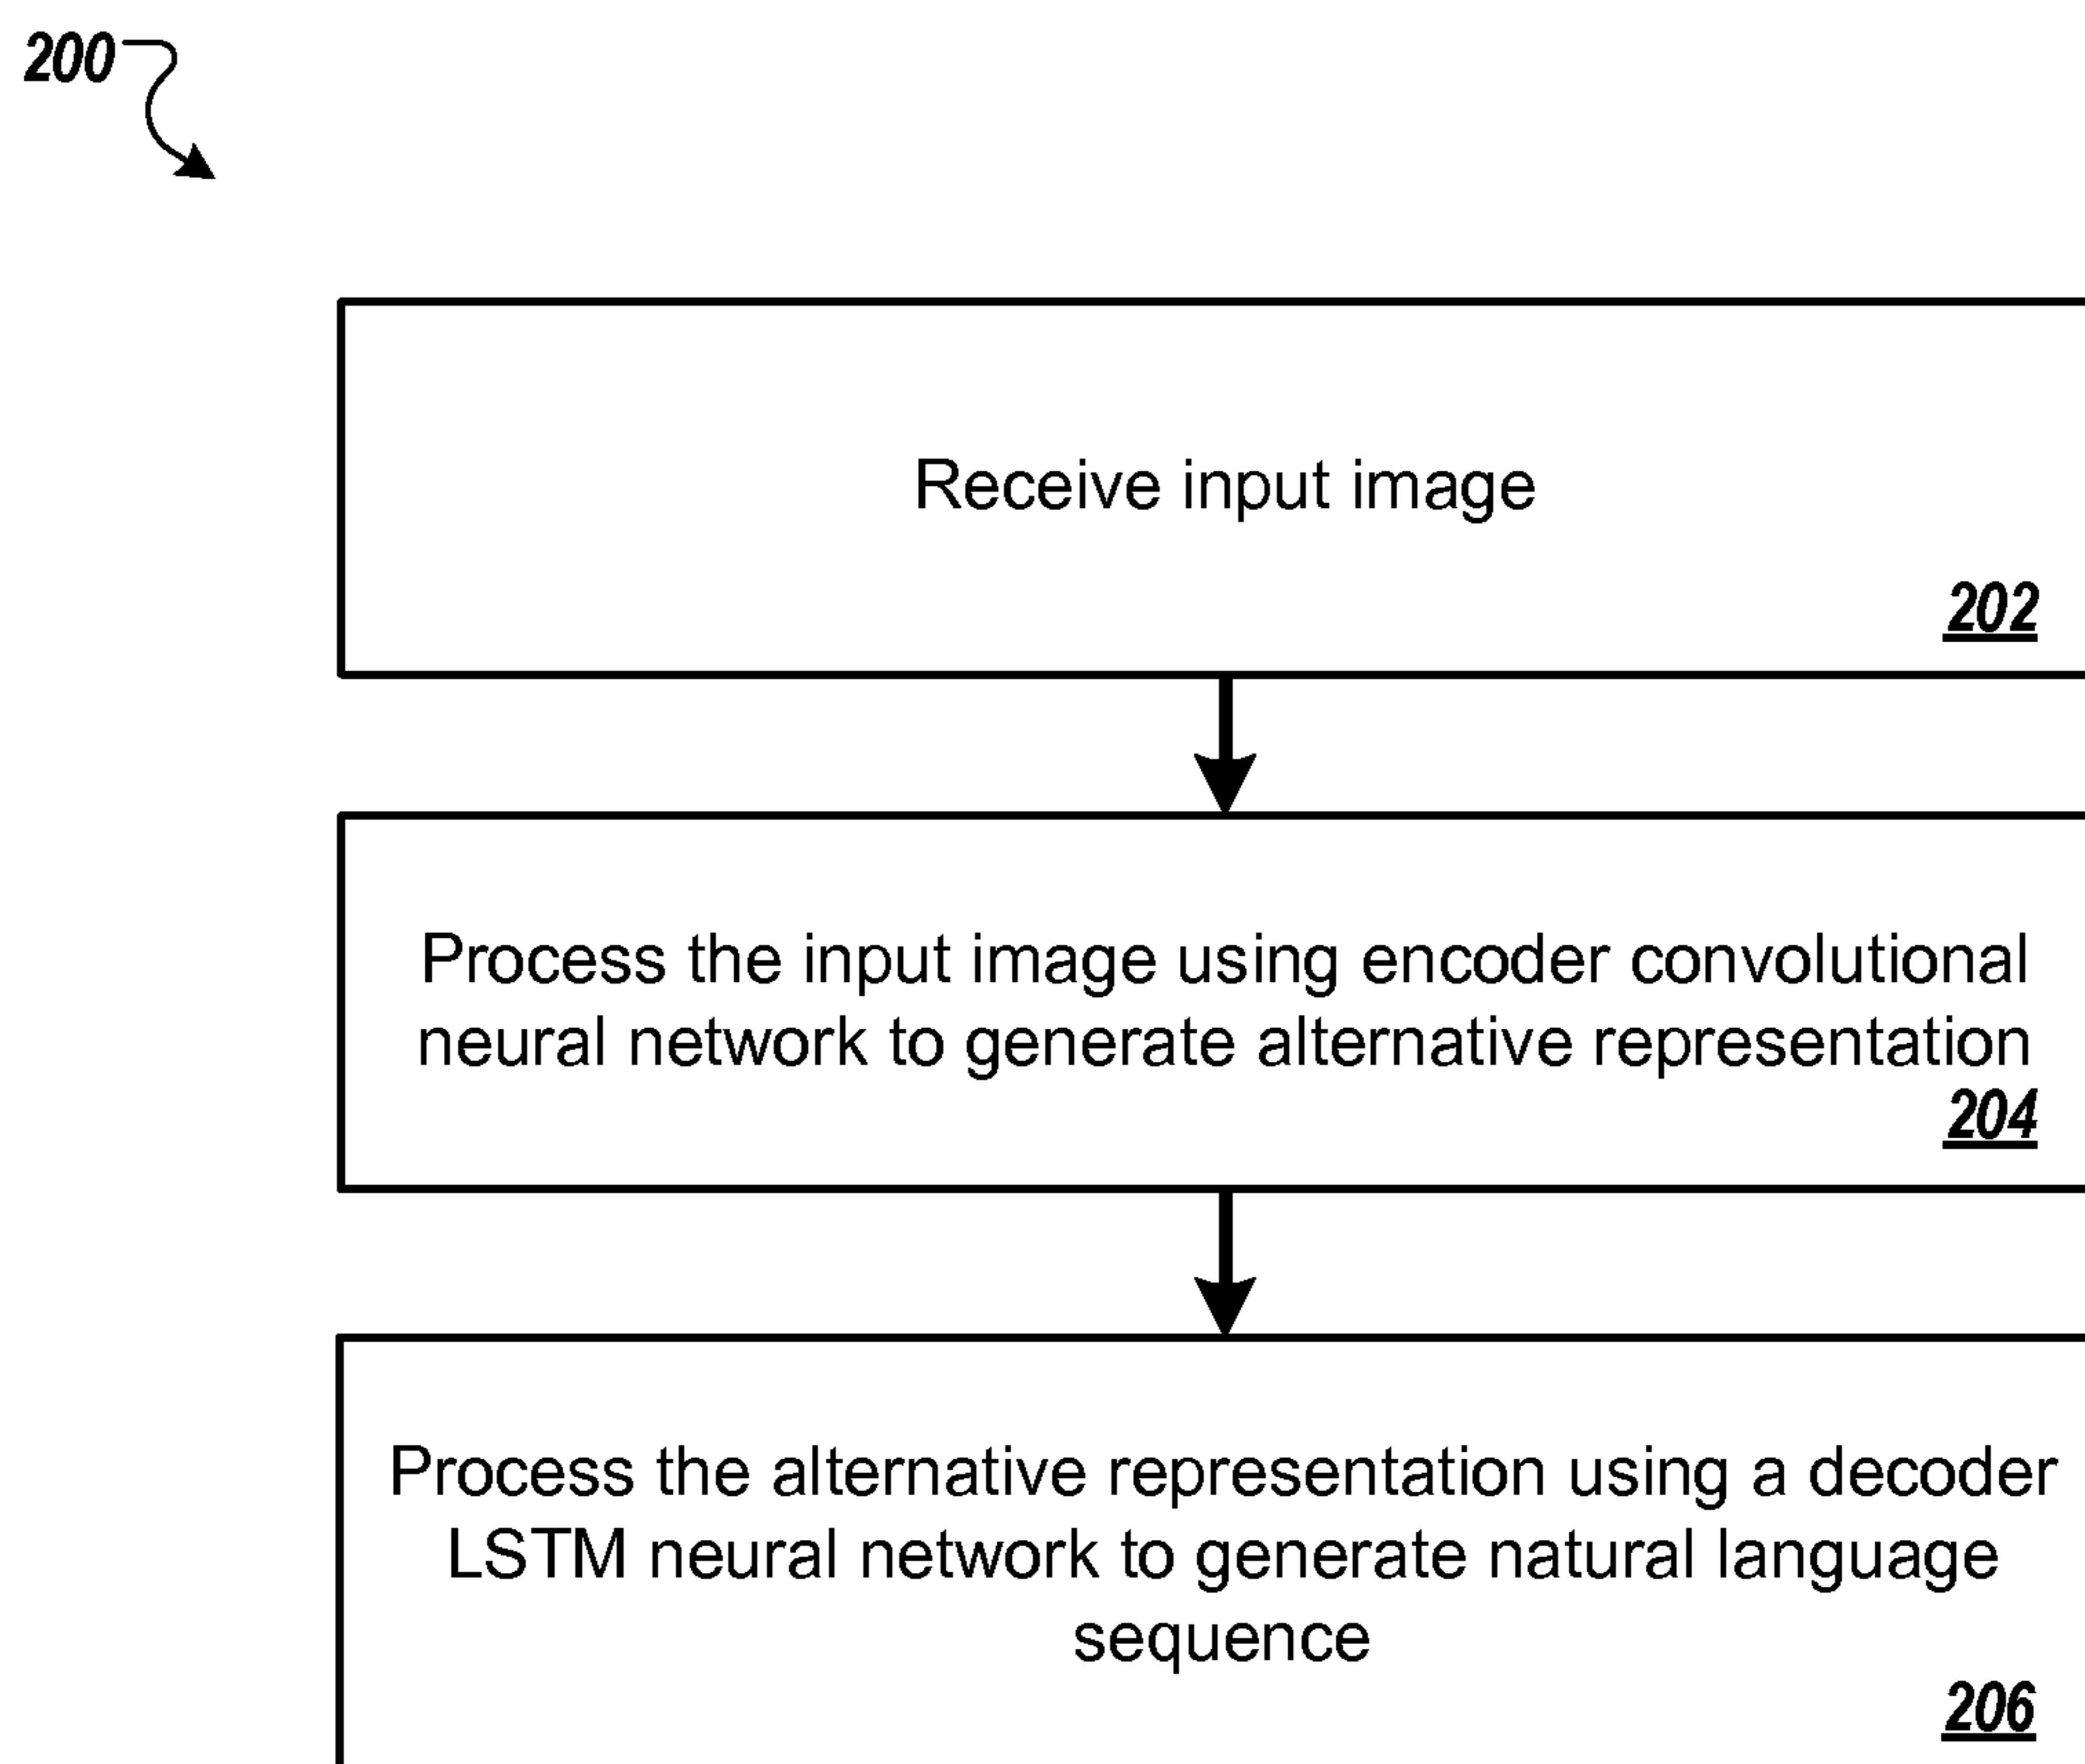 200
Receive input image
202
Process the input image using encoder convolutional
neural network to generate alternative representation
204
Process the alternative representation using a decoder
LSTM neural network to generate natural language
sequence
206